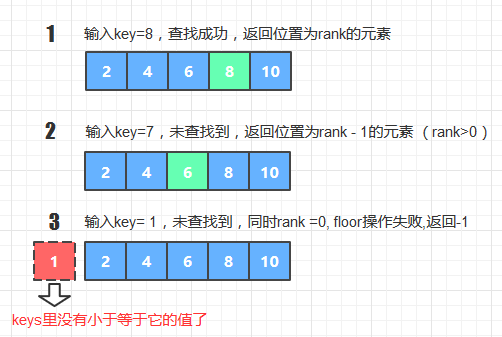 1 输入key=8，查找成功，返回位置为rank的元素
2 4 6 8 10
2 输入key=7，未查找到，返回位置为rank - 1的元素 （rank>0 ）
2 4 6 8 10
3 输入key= 1，未查找到，同时rank =0, floor操作失败,返回-1
1 2 4 6 8 10
keys里没有小于等于它的值了